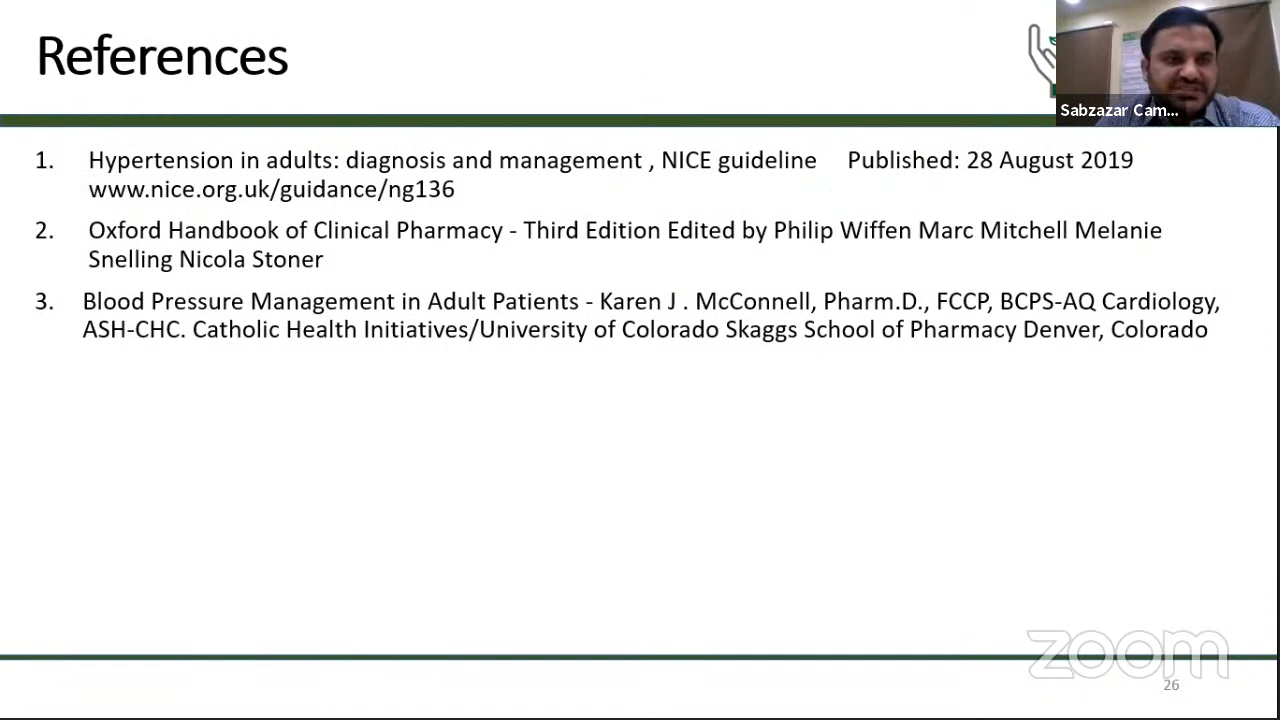 References
Sabzazar Cam...
1. Hypertension in adults: diagnosis and management , NICE guideline Published: 28 August 2019
www.nice.org.uk/guidance/ng136
2. Oxford Handbook of Clinical Pharmacy - Third Edition Edited by Philip Wiffen Marc Mitchell Melanie
Snelling Nicola Stoner
3. Blood Pressure Management in Adult Patients - Karen J . McConnell, Pharm.D., FCCP, BCPS-AQ Cardiology,
ASH-CHC. Catholic Health Initiatives/University of Colorado Skaggs School of Pharmacy Denver, Colorado
zoom
26